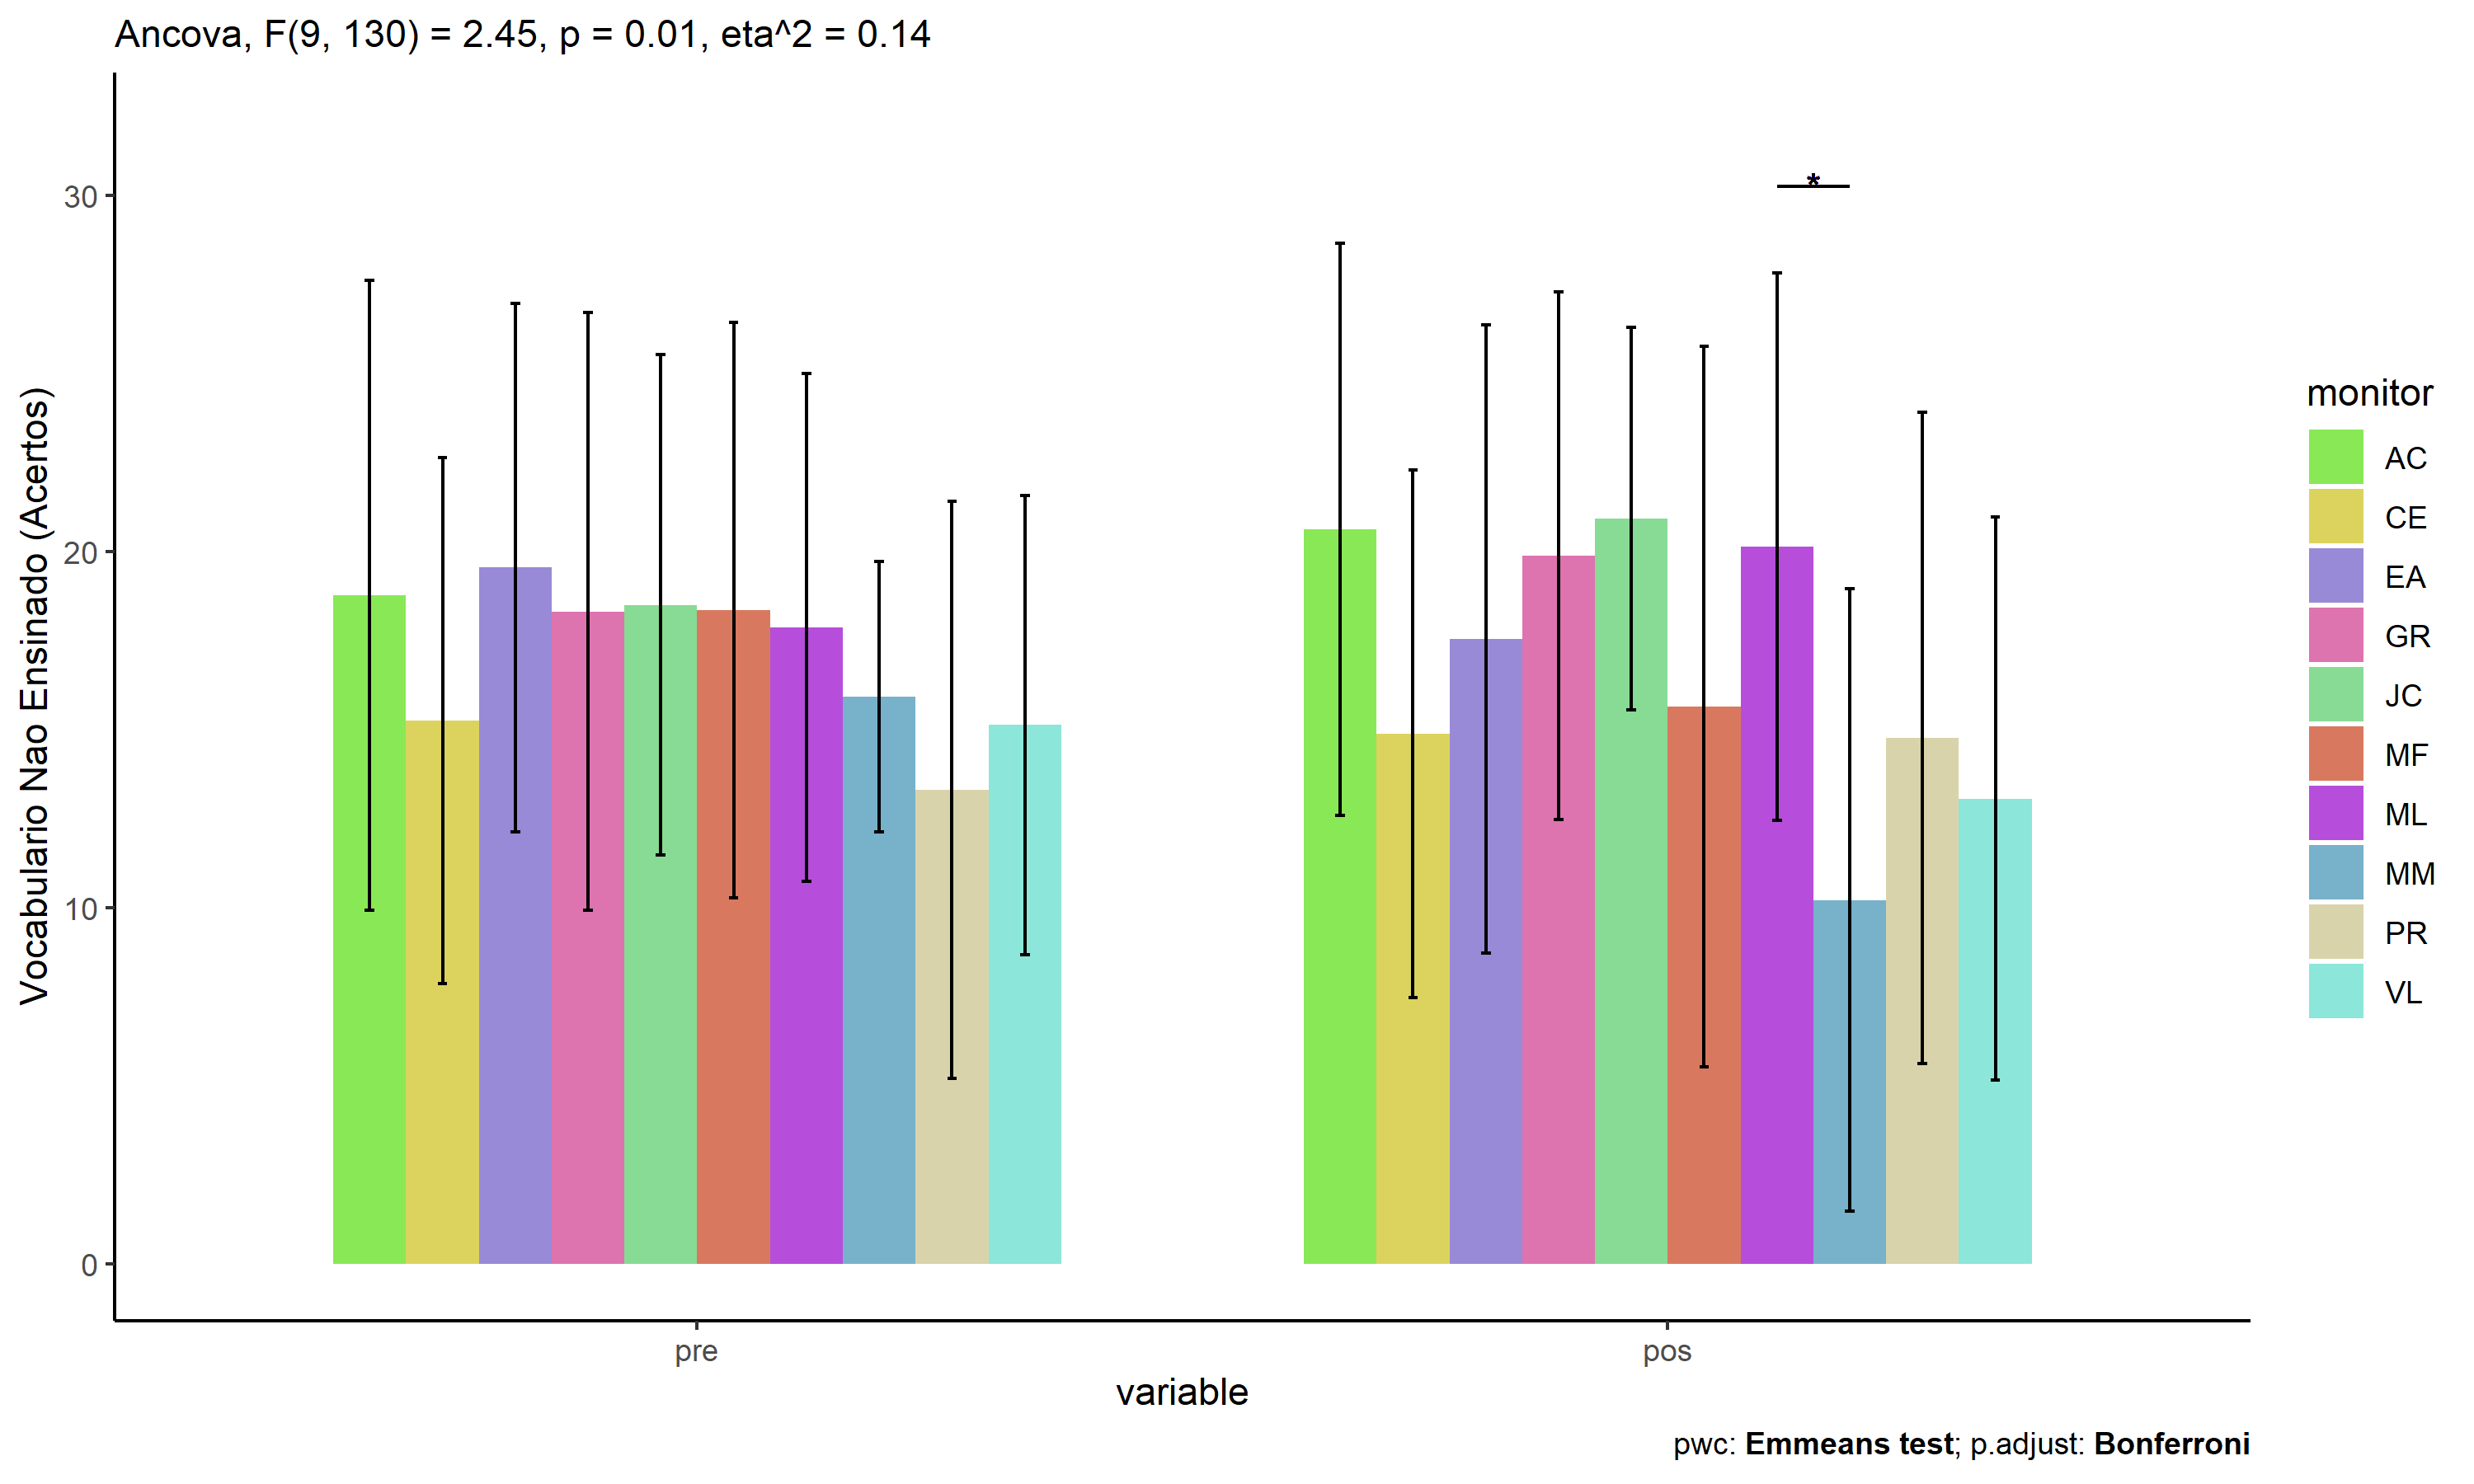 Ancova, F(9, 130) = 2.45, p = 0.01, eta^2 = 0.14
Vocabulario Nao Ensinado (Acertos)
30
20
10
0
*
pre
pos
variable
monitor
AC
CE
EA
GR
JC
MF
ML
MM
PR
VL
pwc: Emmeans test; p.adjust: Bonferroni